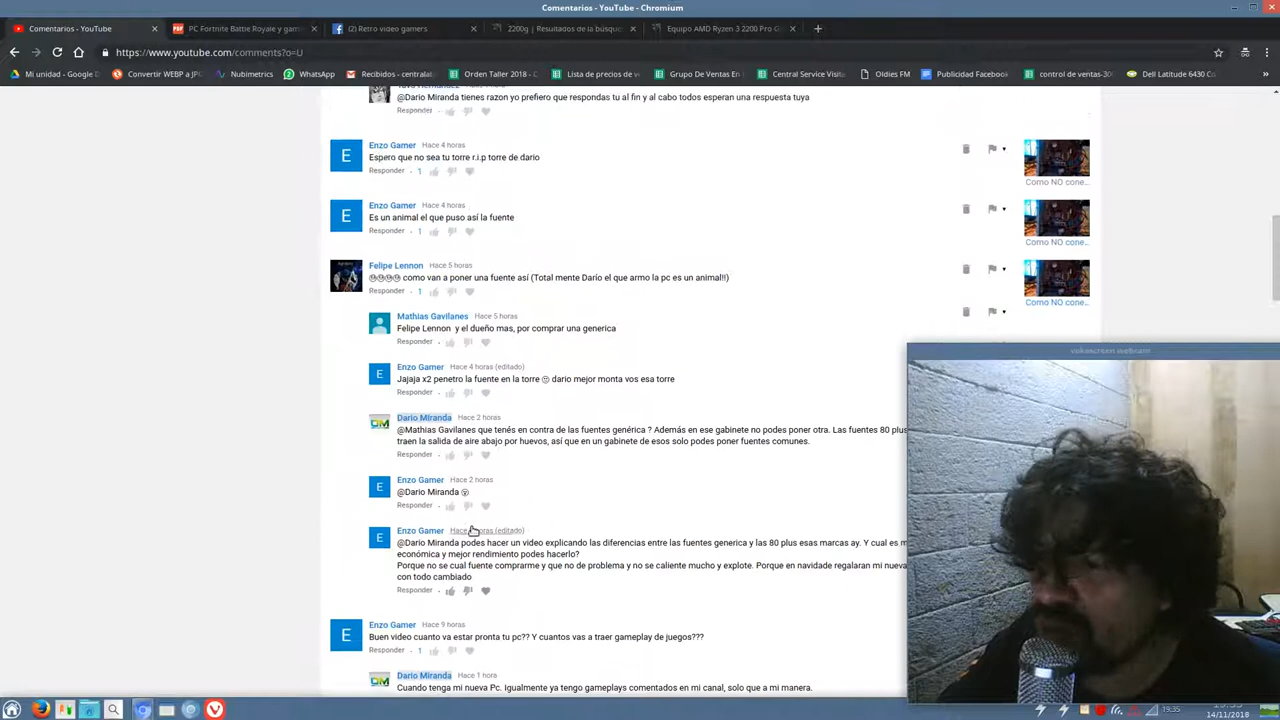 Comentarios - YouTube - Chromium
Comentarios - YouTube
PC Fortnite Battle Royale y gam
(2) Retro video gamers
2200g | Resultados de la búsque
Equipo AMD Ryzen 3 2200 Pro G
https://www.youtube.com/comments?o=U
Mi unidad - Google D
Convertir WEBP a JPG
Nubimetrics
WhatsApp
Recibidos - centralat
Orden Taller 2018 - C
Lista de precios de v
Grupo De Ventas En
Central Service Visita
Oldies FM
Publicidad Facebook
control de ventas-30
Dell Latitude 6430 Co
@Dario Miranda tienes razon yo prefiero que respondas tu al fin y al cabo todos esperan una respuesta tuya
Responder
Enzo Gamer Hace 4 horas
Espero que no sea tu torre r.i.p torre de dario
Responder · 1
Como NO cone...
Enzo Gamer Hace 4 horas
Es un animal el que puso así la fuente
Responder · 1
Como NO cone...
Felipe Lennon Hace 5 horas
como van a poner una fuente así (Total mente Darío el que armo la pc es un animal!!)
Responder · 1
Como NO cone...
Mathias Gavilanes Hace 5 horas
Felipe Lennon y el dueño mas, por comprar una generica
Responder ·
vokoscreen webcam
Enzo Gamer Hace 4 horas (editado)
Jajaja x2 penetro la fuente en la torre 🙄 dario mejor monta vos esa torre
Responder ·
Dario Miranda Hace 2 horas
@Mathias Gavilanes que tenés en contra de las fuentes genérica ? Además en ese gabinete no podes poner otra. Las fuentes 80 plus
traen la salida de aire abajo por huevos, así que en un gabinete de esos solo podes poner fuentes comunes.
Responder ·
Enzo Gamer Hace 2 horas
@Dario Miranda
Responder ·
Enzo Gamer Hace horas (editado)
@Dario Miranda podes hacer un video explicando las diferencias entre las fuentes generica y las 80 plus esas marcas ay. Y cual es m
económica y mejor rendimiento podes hacerlo?
Porque no se cual fuente comprarme y que no de problema y no se caliente mucho y explote. Porque en navidade regalaran mi nueva
con todo cambiado
Responder ·
Enzo Gamer Hace 9 horas
Buen video cuanto va estar pronta tu pc?? Y cuantos vas a traer gameplay de juegos???
Responder · 1
Dario Miranda Hace 1 hora
Cuando tenga mi nueva Pc. Igualmente ya tengo gameplays comentados en mi canal, solo que a mi manera.
19:35
14/11/2018